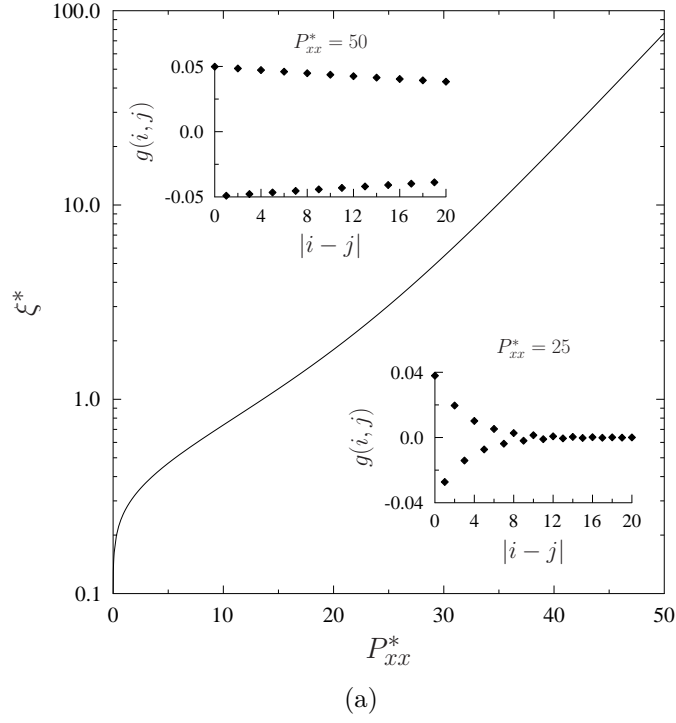 100.0
10.0
1.0
0.1
ξ*
0 10 20 30 40 50
P*xx
P*xx = 50
0.05
0.0
-0.05
g(i, j)
0 4 8 12 16 20
|i − j|
P*xx = 25
0.04
0.0
-0.04
g(i, j)
0 4 8 12 16 20
|i − j|
(a)